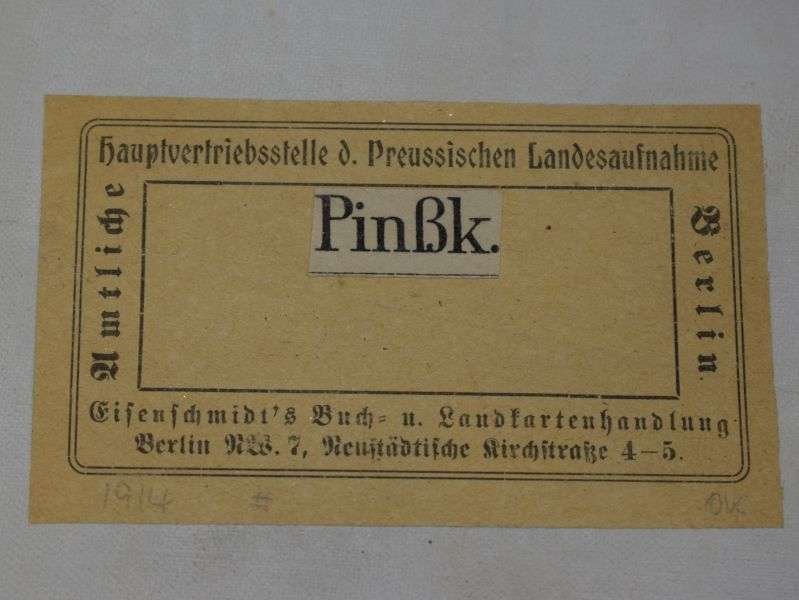 Amtliche
Hauptvertriebsstelle d. Preussischen Landesaufnahme
Berlin
Pinßk.
Eisenschmidt's Buch- u. Landkartenhandlung
Berlin NW. 7, Neustädtische Kirchstraße 4–5.
1914 #